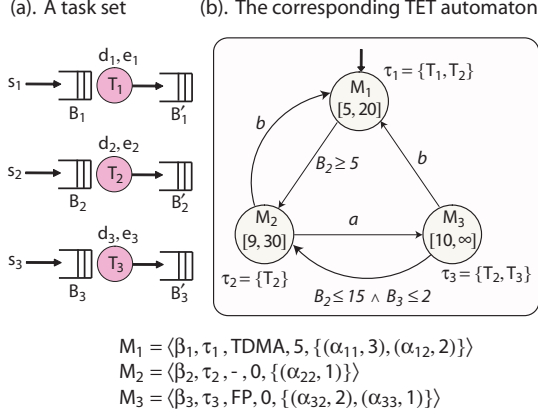 (a). A task set
(b). The corresponding TET automaton
s₁
d₁, e₁
T₁
B₁
B′₁
s₂
d₂, e₂
T₂
B₂
B′₂
s₃
d₃, e₃
T₃
B₃
B′₃
τ₁ = {T₁, T₂}
M₁
[5, 20]
b
B₂ ≥ 5
b
M₂
[9, 30]
a
M₃
[10, ∞]
τ₂ = {T₂}
τ₃ = {T₂, T₃}
B₂ ≤ 15 ∧ B₃ ≤ 2
M₁ = ⟨β₁, τ₁, TDMA, 5, {(α₁₁, 3), (α₁₂, 2)}⟩
M₂ = ⟨β₂, τ₂, -, 0, {(α₂₂, 1)}⟩
M₃ = ⟨β₃, τ₃, FP, 0, {(α₃₂, 2), (α₃₃, 1)}⟩